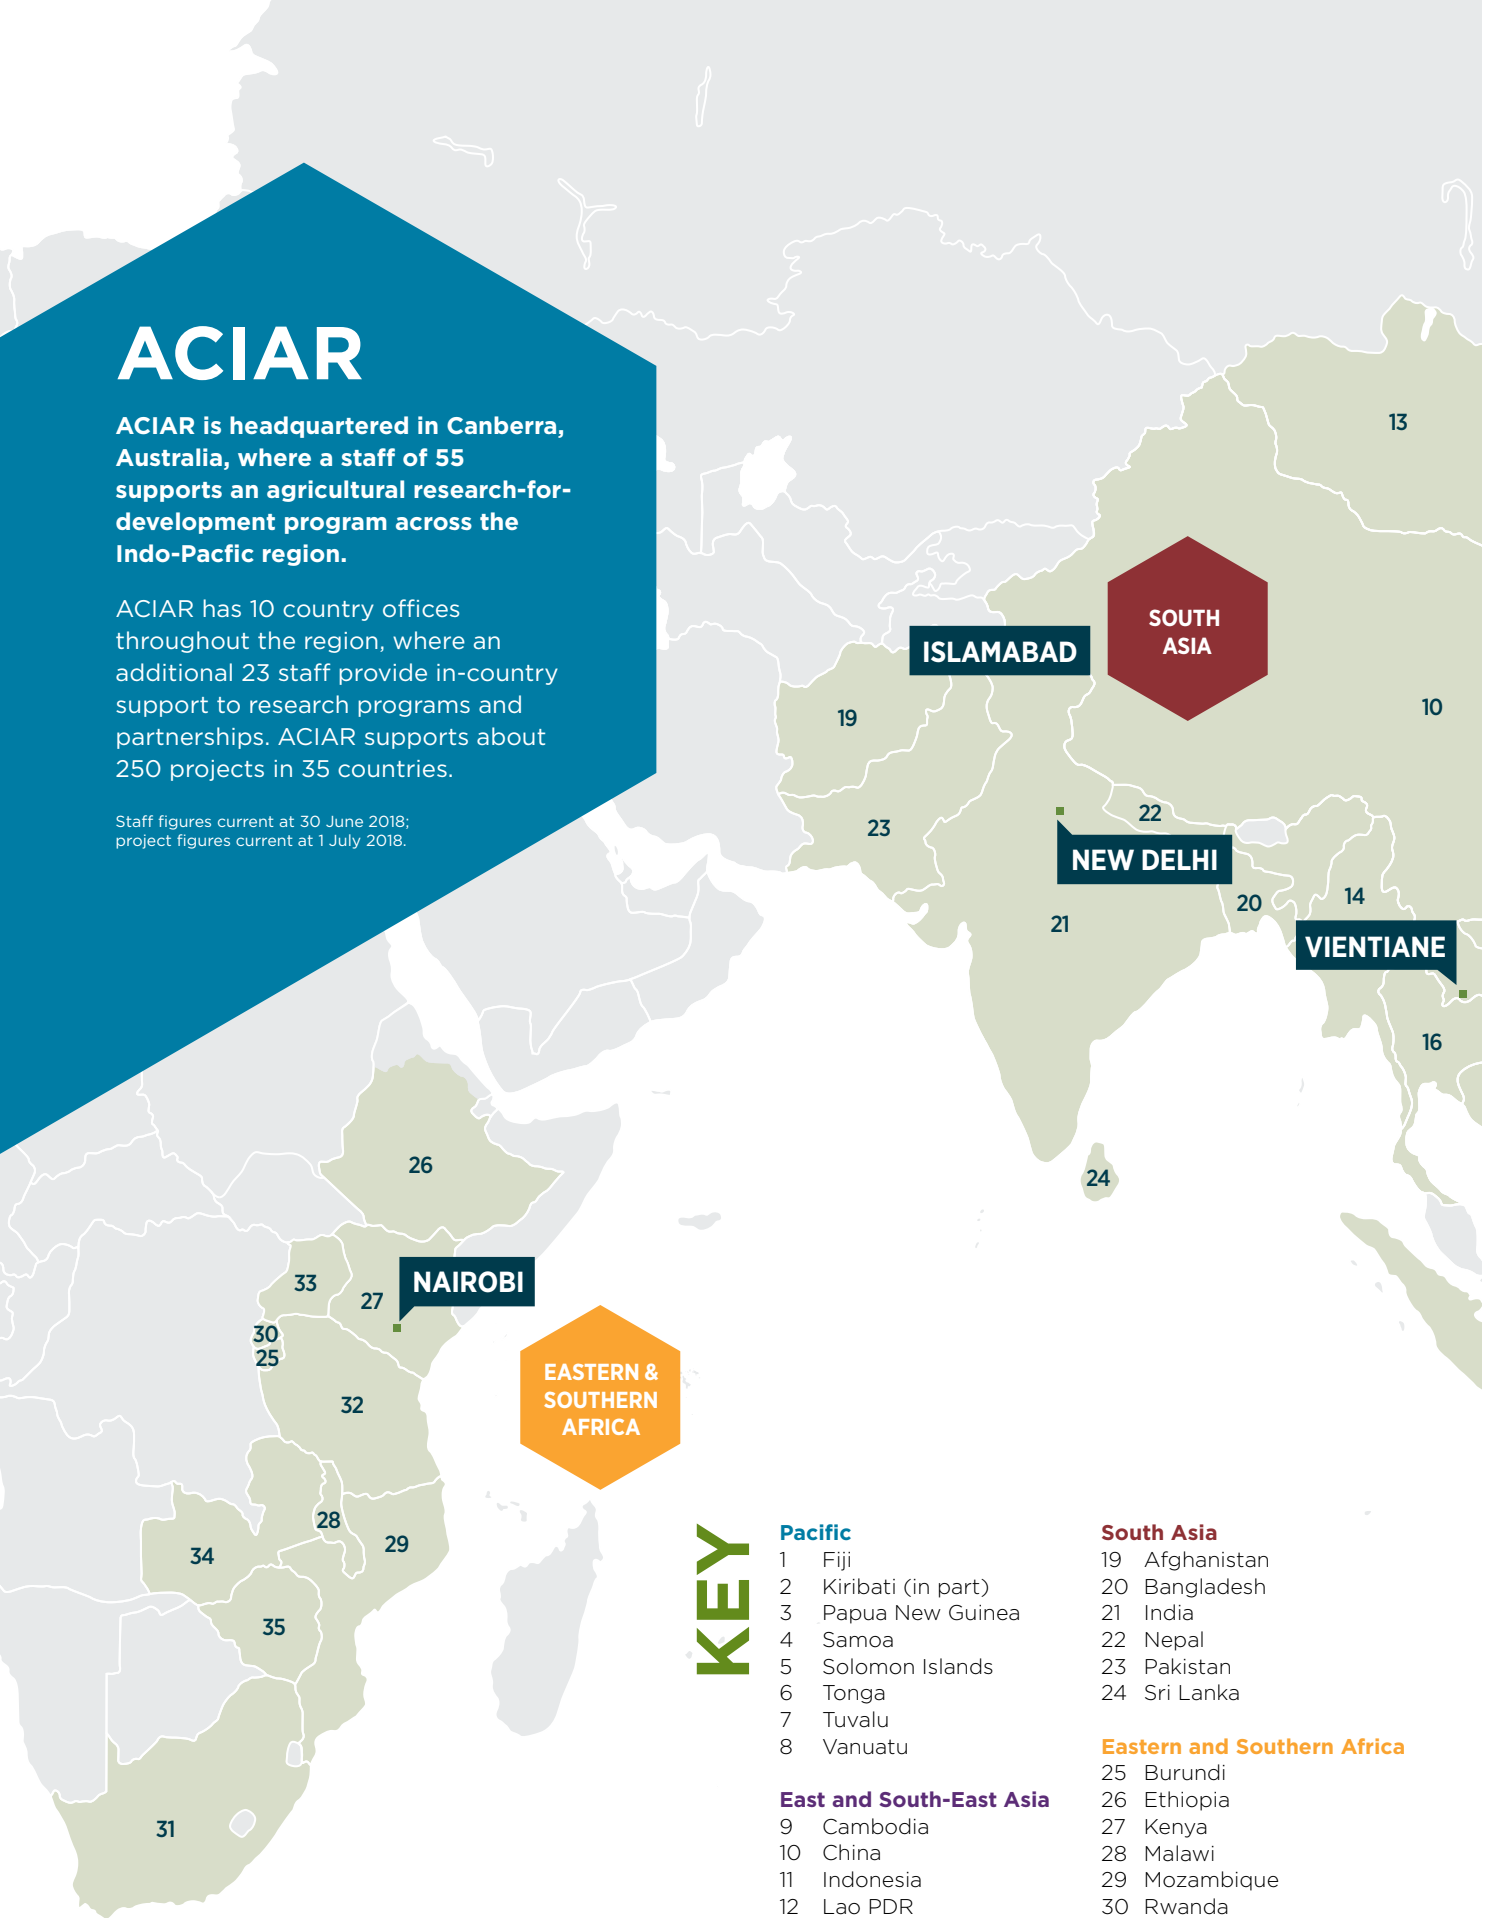 ACIAR
ACIAR is headquartered in Canberra,
Australia, where a staff of 55
supports an agricultural research-for-
development program across the
Indo-Pacfic region.
ACIAR has 10 country offices
throughout the region, where an
additional 23 staff provide in-country
support to research programs and
partnerships. ACIAR supports about
250 projects in 35 countries.
Staff figures current at 30 June 2018;
project figures current at 1 July 2018.
13
SOUTH
ASIA
ISLAMABAD
10
19
22
23
NEW DELHI
14
20
21
VIENTIANE
16
26
24
33
NAIROBI
27
30
25
EASTERN &
SOUTHERN
AFRICA
32
28
29
34
35
31
KEY
Pacific
1 Fiji
2 Kiribati (in part)
3 Papua New Guinea
4 Samoa
5 Solomon Islands
6 Tonga
7 Tuvalu
8 Vanuatu
East and South-East Asia
9 Cambodia
10 China
11 Indonesia
12 Lao PDR
South Asia
19 Afghanistan
20 Bangladesh
21 India
22 Nepal
23 Pakistan
24 Sri Lanka
Eastern and Southern Africa
25 Burundi
26 Ethiopia
27 Kenya
28 Malawi
29 Mozambique
30 Rwanda